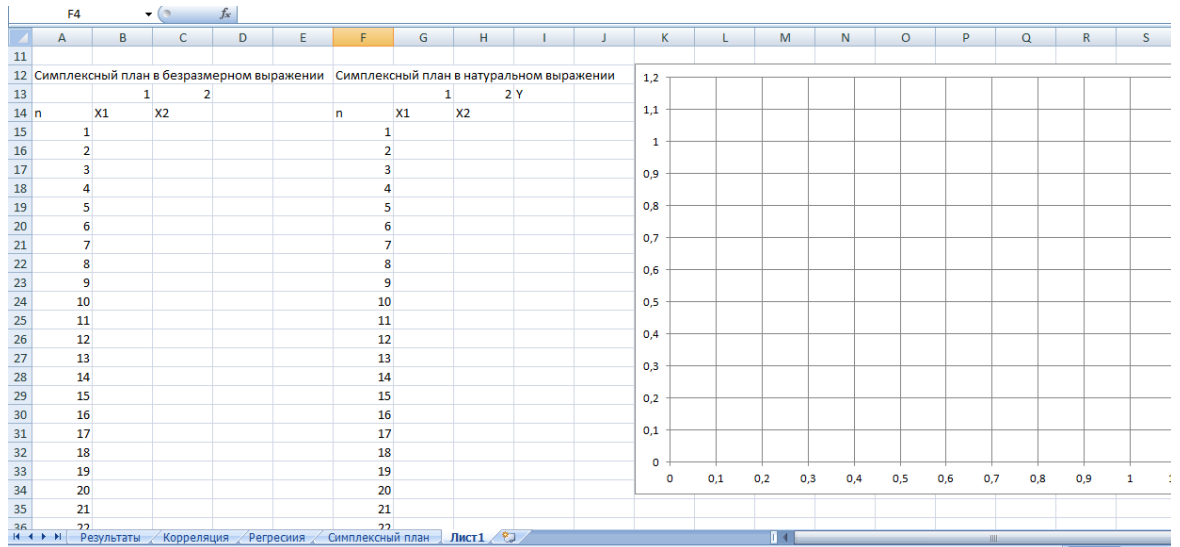 F4 fx
A B C D E F G H I J K L M N O P Q R S
11
12 Симплексный план в безразмерном выражении Симплексный план в натуральном выражении
13 1 2 1 2 Y
14 n X1 X2 n X1 X2
15 1 1
16 2 2
17 3 3
18 4 4
19 5 5
20 6 6
21 7 7
22 8 8
23 9 9
24 10 10
25 11 11
26 12 12
27 13 13
28 14 14
29 15 15
30 16 16
31 17 17
32 18 18
33 19 19
34 20 20
35 21 21
36 22 22
1,2
1,1
1
0,9
0,8
0,7
0,6
0,5
0,4
0,3
0,2
0,1
0
0 0,1 0,2 0,3 0,4 0,5 0,6 0,7 0,8 0,9 1
Результаты Корреляция Регресиия Симплексный план Лист1